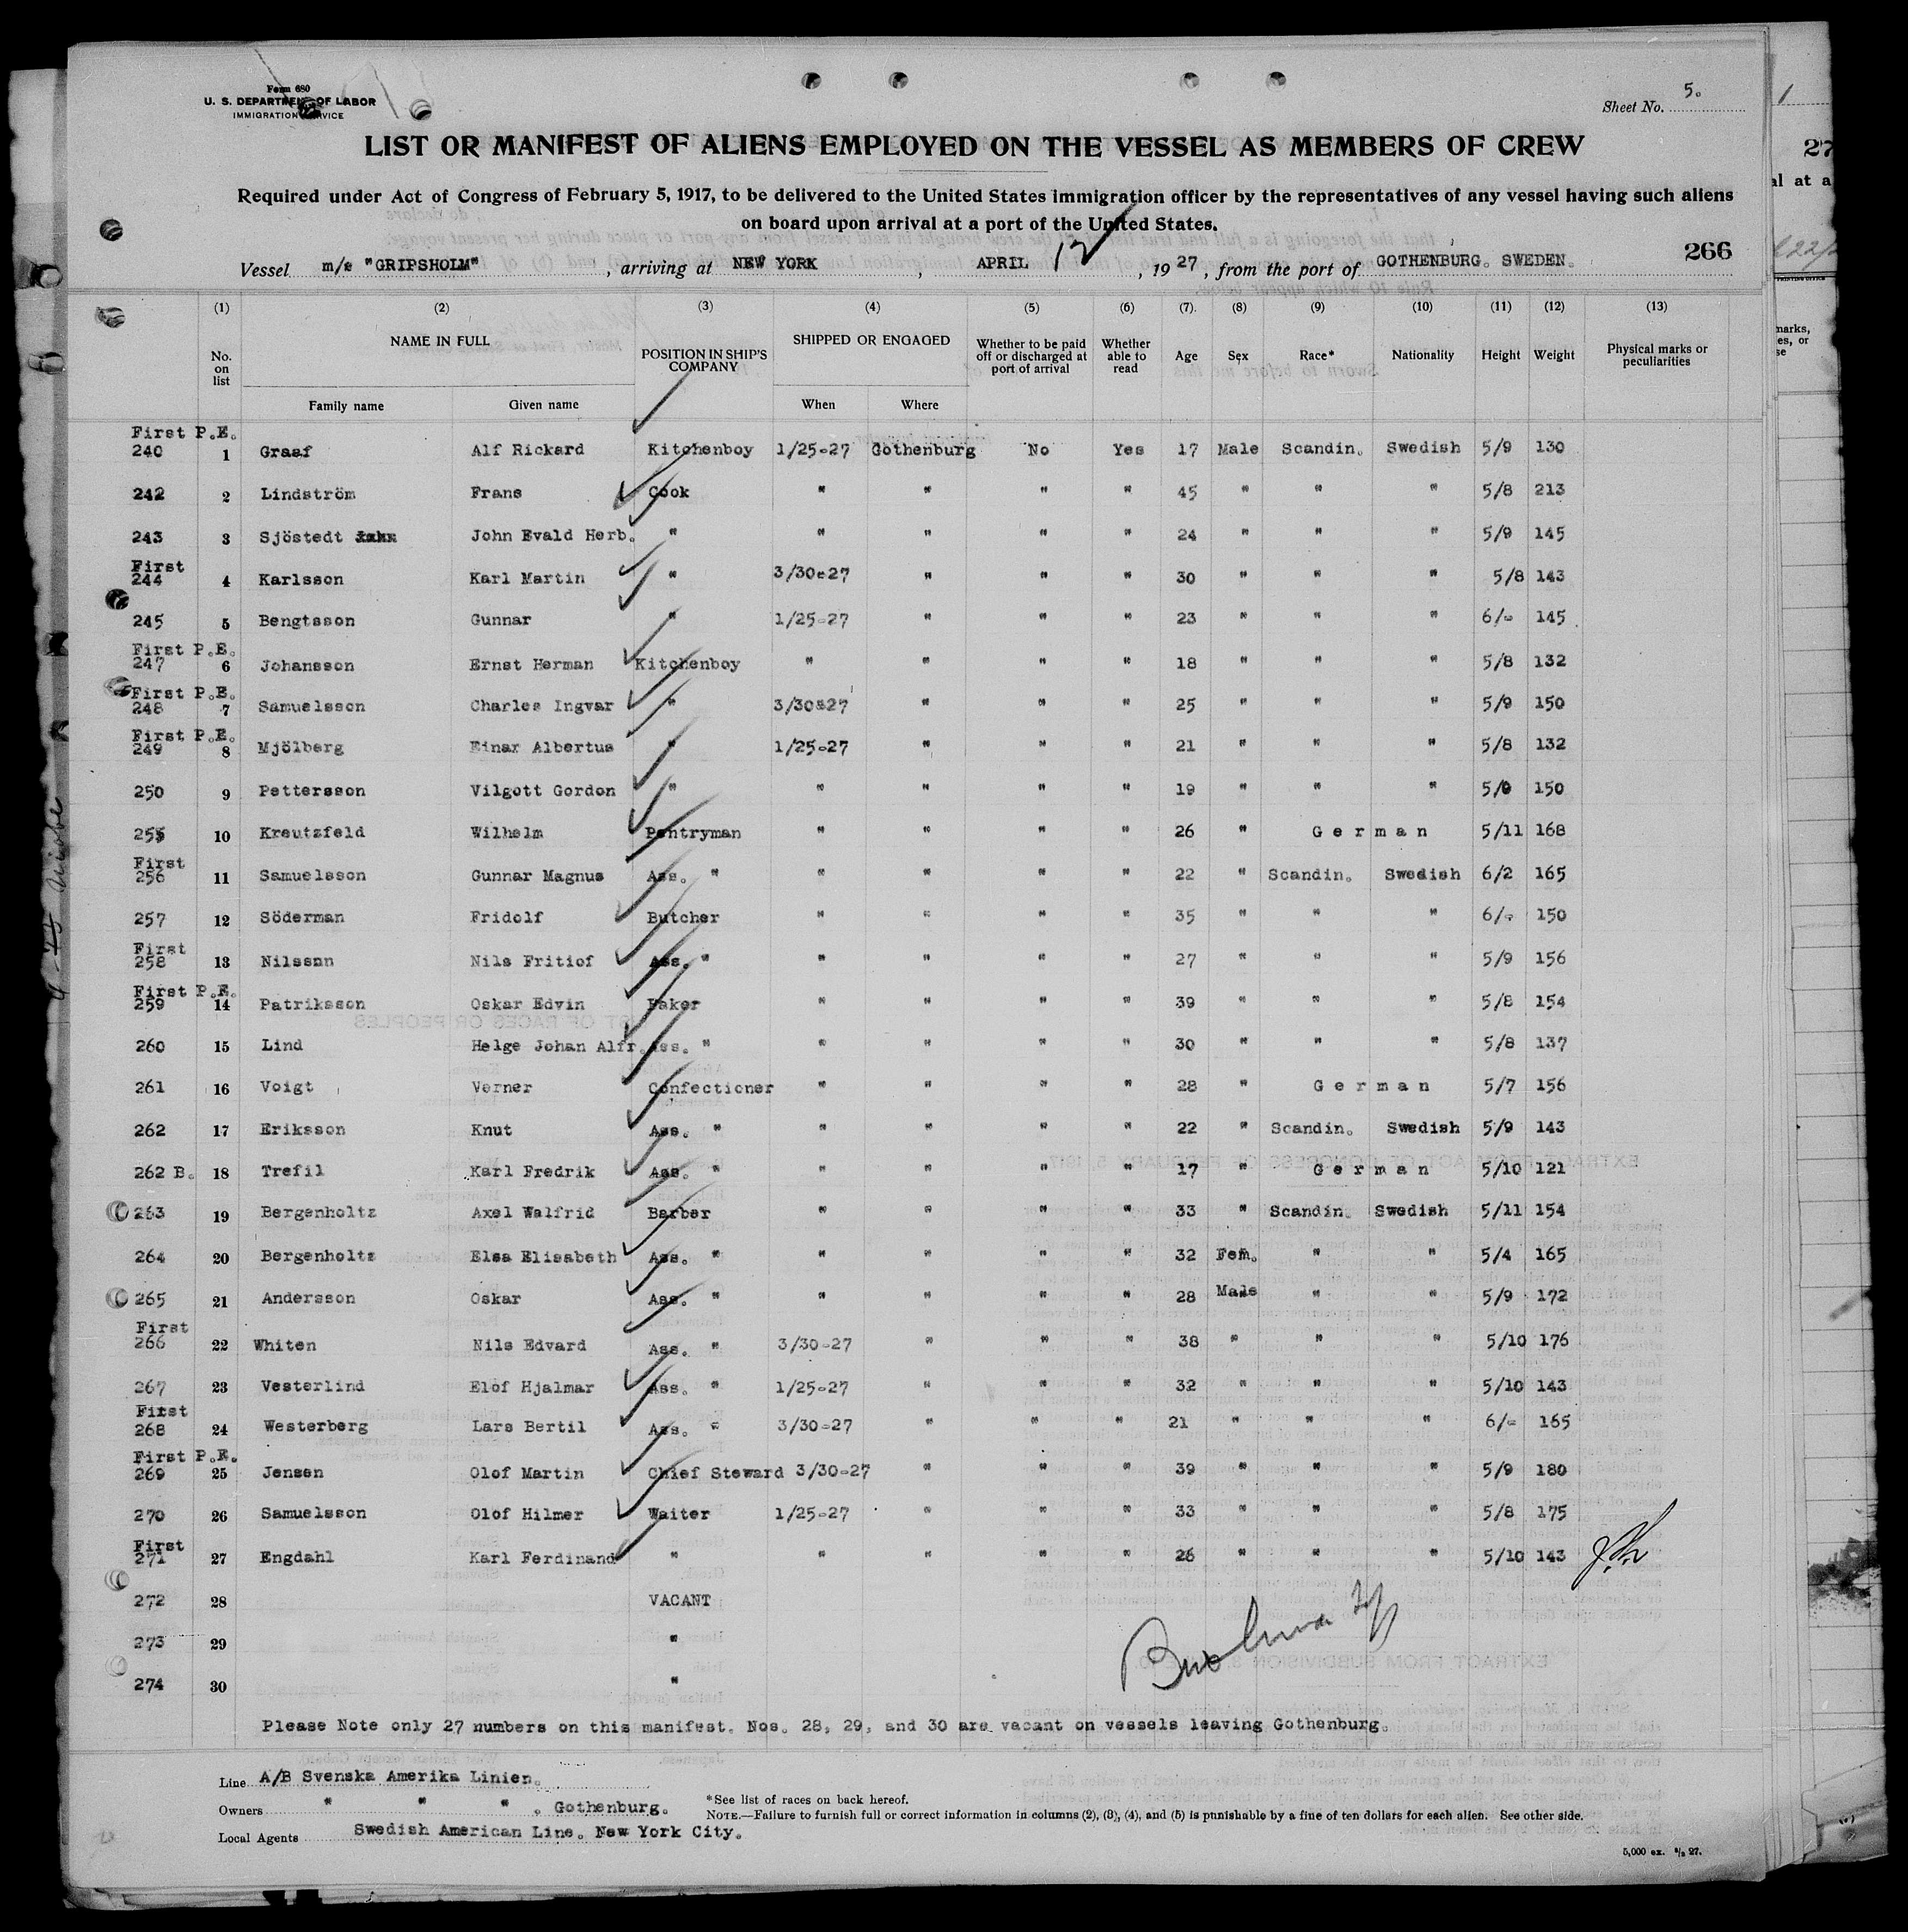 Form 680
U. S. DEPARTMENT OF LABOR
IMMIGRATION SERVICE
Sheet No. 5.
LIST OR MANIFEST OF ALIENS EMPLOYED ON THE VESSEL AS MEMBERS OF CREW
Required under Act of Congress of February 5, 1917, to be delivered to the United States immigration officer by the representatives of any vessel having such aliens
on board upon arrival at a port of the United States.
266
Vessel m/s "GRIPSHOLM", arriving at NEW YORK, APRIL 12, 1927, from the port of GOTHENBURG. SWEDEN.
(1) (2) (3) (4) (5) (6) (7) (8) (9) (10) (11) (12) (13)
No. on list NAME IN FULL POSITION IN SHIP'S COMPANY SHIPPED OR ENGAGED Whether to be paid off or discharged at port of arrival Whether able to read Age Sex Race* Nationality Height Weight Physical marks or peculiarities
Family name Given name When Where
First P.E.
240 1 Graaf Alf Rickard Kitchenboy 1/25-27 Gothenburg No Yes 17 Male Scandin. Swedish 5/9 130
242 2 Lindström Frans Cook " " " " 45 " " " 5/8 213
243 3 Sjöstedt John Evald Herb. " " " " " 24 " " " 5/9 145
First
244 4 Karlsson Karl Martin " 3/30-27 " " " 30 " " " 5/8 143
245 5 Bengtsson Gunnar " 1/25-27 " " " 23 " " " 6/- 145
First P.E.
247 6 Johansson Ernst Herman Kitchenboy " " " " 18 " " " 5/8 132
First P.E.
248 7 Samuelsson Charles Ingvar " 3/30-27 " " " 25 " " " 5/9 150
First P.E.
249 8 Mjölberg Einar Albertus " 1/25-27 " " " 21 " " " 5/8 132
250 9 Pettersson Vilgott Gordon " " " " " 19 " " " 5/9 150
255 10 Kreutzfeld Wilhelm Pantryman " " " " 26 " German 5/11 168
First
256 11 Samuelsson Gunnar Magnus Ass. " " " " " 22 " Scandin. Swedish 6/2 165
257 12 Söderman Fridolf Butcher " " " " 35 " " " 6/- 150
First
258 13 Nilssnn Nils Fritiof Ass. " " " " " 27 " " " 5/9 156
First P.E.
259 14 Patriksson Oskar Edvin Baker " " " " 39 " " " 5/8 154
260 15 Lind Helge Johan Alfr. Ass. " " " " " 30 " " " 5/8 137
261 16 Voigt Verner Confectioner " " " " 28 " German 5/7 156
262 17 Eriksson Knut Ass. " " " " " 22 " Scandin. Swedish 5/9 143
262 B. 18 Trefil Karl Fredrik Ass. " " " " " 17 " German 5/10 121
263 19 Bergenholtz Axel Walfrid Barber " " " " 33 " Scandin. Swedish 5/11 154
264 20 Bergenholtz Elsa Elisabeth Ass. " " " " " 32 Fem. " " 5/4 165
265 21 Andersson Oskar Ass. " " " " " 28 Male " " 5/9 172
First
266 22 Whiten Nils Edvard Ass. " 3/30-27 " " " 38 " " " 5/10 176
267 23 Vesterlind Elof Hjalmar Ass. " 1/25-27 " " " 32 " " " 5/10 143
First
268 24 Westerberg Lars Bertil Ass. " 3/30-27 " " " 21 " " " 6/- 165
First P.E.
269 25 Jensen Olof Martin Chief Steward 3/30-27 " " " 39 " " " 5/9 180
270 26 Samuelsson Olof Hilmer Waiter 1/25-27 " " " 33 " " " 5/8 175
First
271 27 Engdahl Karl Ferdinand " " " " " 26 " " " 5/10 143
272 28 VACANT
273 29 "
274 30 "
Please Note only 27 numbers on this manifest. Nos. 28, 29, and 30 are vacant on vessels leaving Gothenburg.
Line A/B Svenska Amerika Linien.
Owners " " " . Gothenburg.
Local Agents Swedish American Line. New York City.
*See list of races on back hereof.
NOTE.—Failure to furnish full or correct information in columns (2), (3), (4), and (5) is punishable by a fine of ten dollars for each alien. See other side.
5,000 ex. 2/2 27.